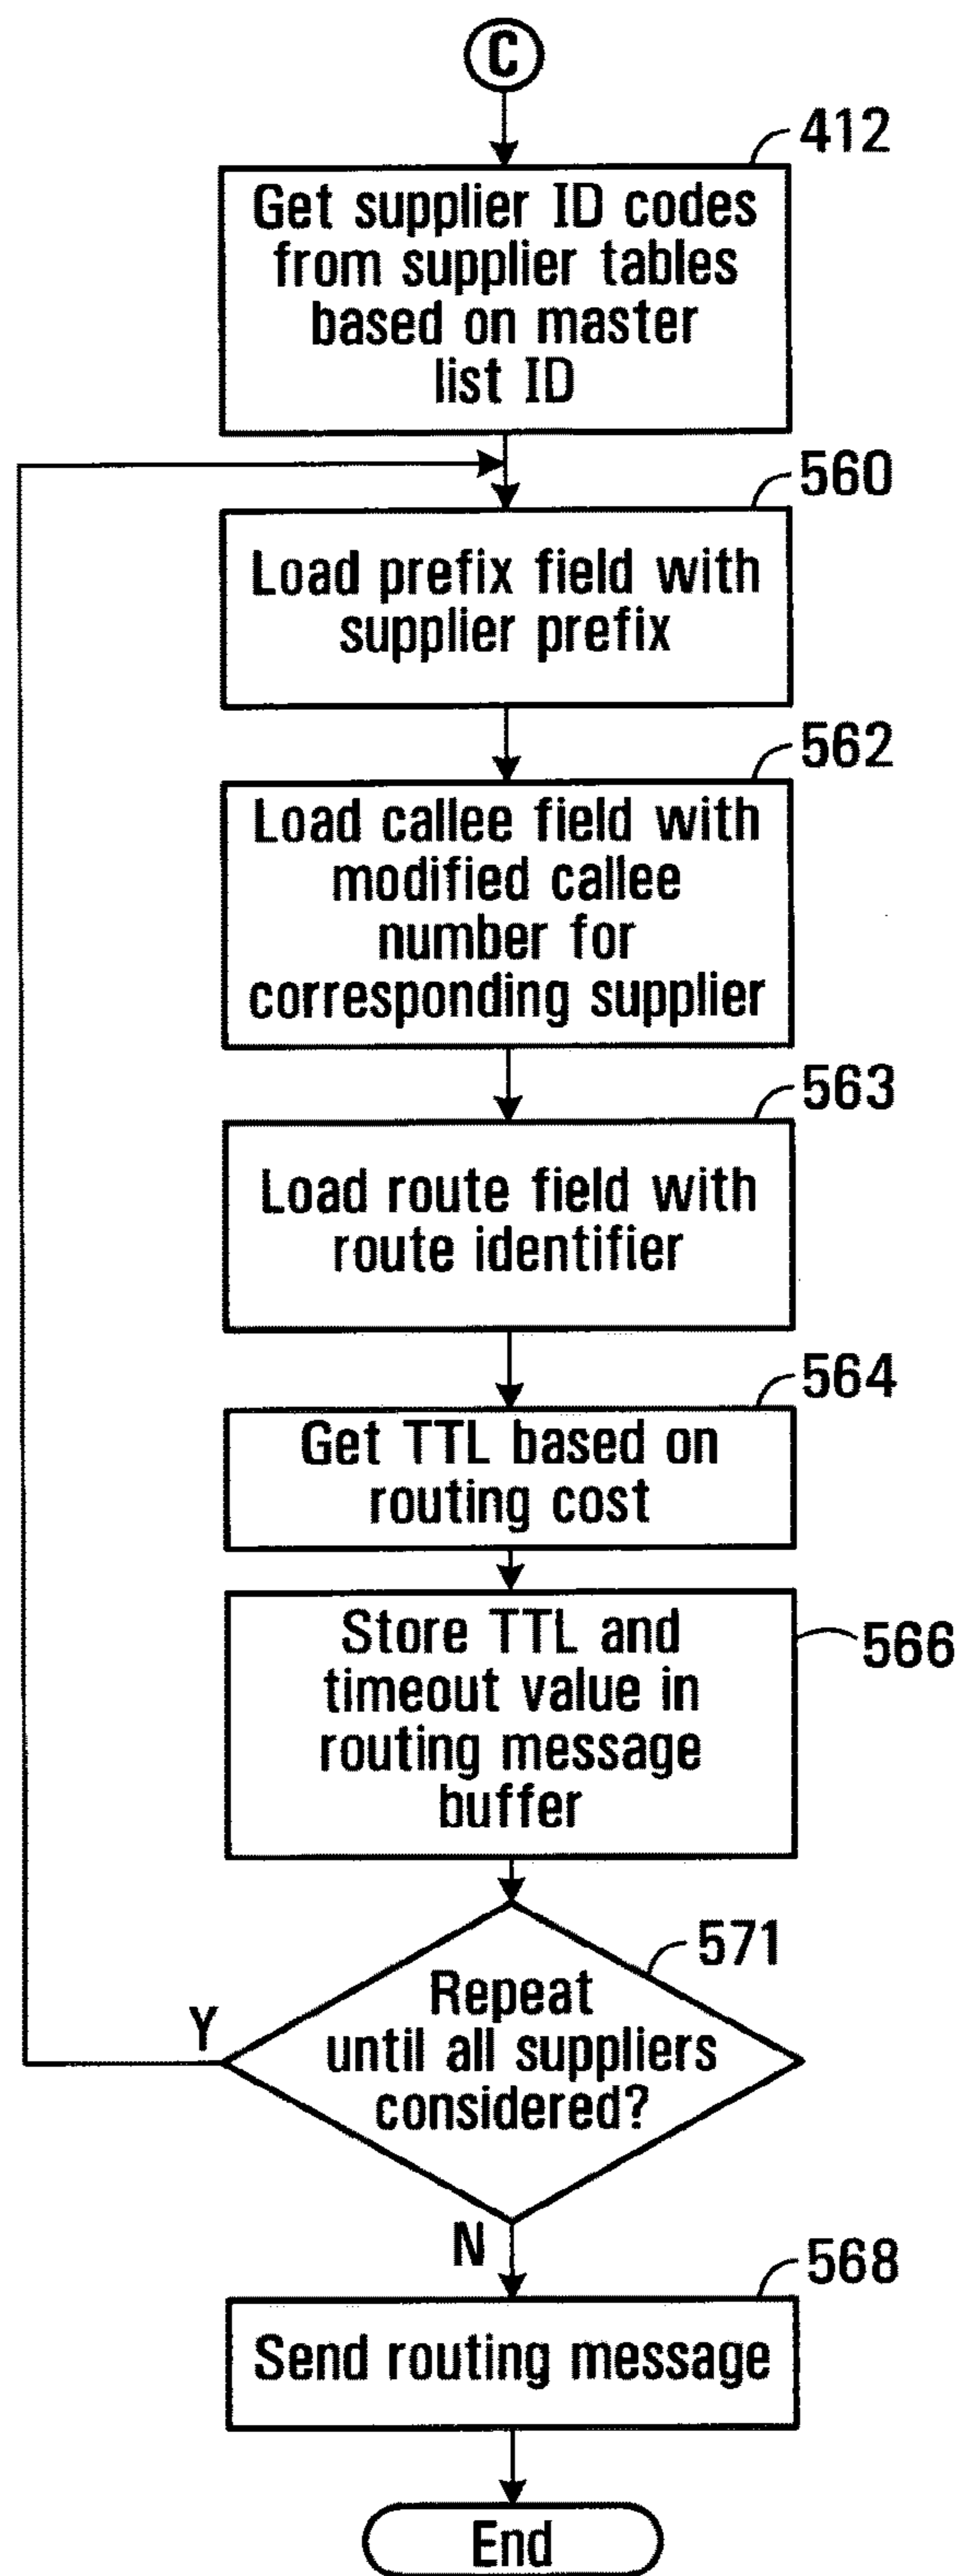 C
412
Get supplier ID codes
from supplier tables
based on master
list ID
560
Load prefix field with
supplier prefix
562
Load callee field with
modified callee
number for
corresponding supplier
563
Load route field with
route identifier
564
Get TTL based on
routing cost
566
Store TTL and
timeout value in
routing message
buffer
571
Repeat
until all suppliers
considered?
Y
N
568
Send routing message
End